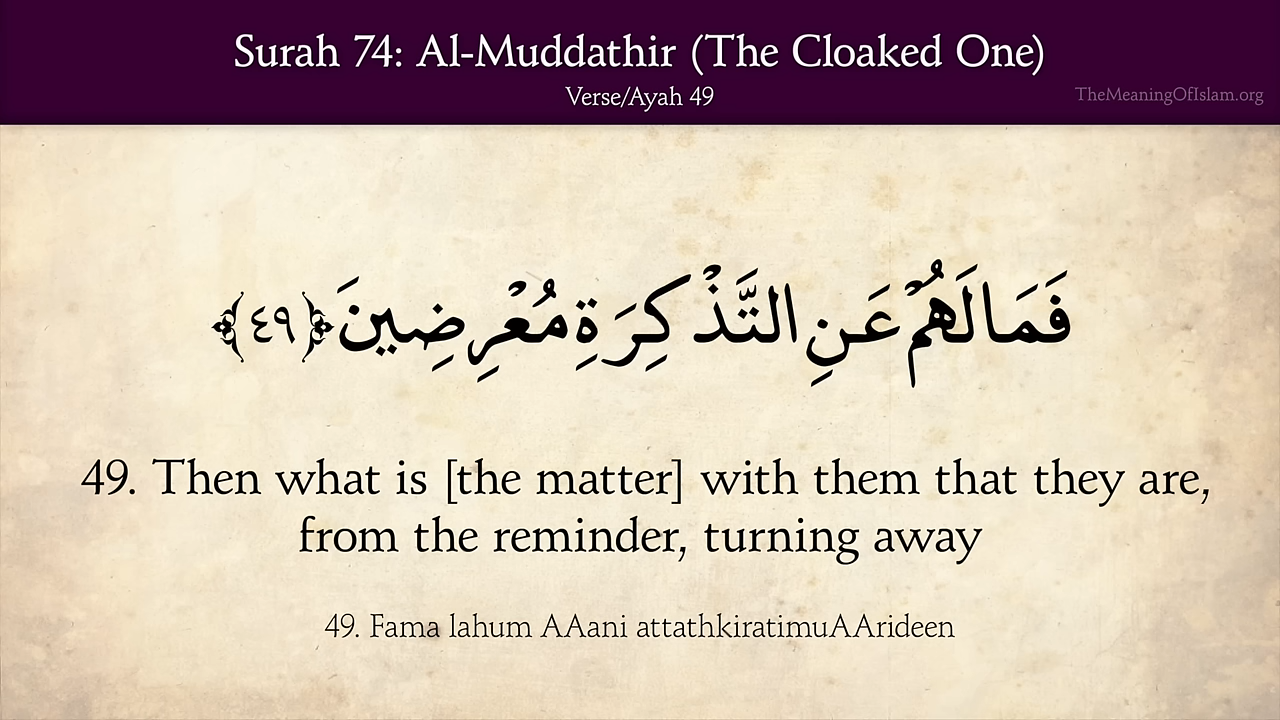 Surah 74: Al-Muddathir (The Cloaked One)
Verse/Ayah 49
TheMeaningOfIslam.org
فَمَا لَهُمْ عَنِ التَّذْكِرَةِ مُعْرِضِينَ ﴿٤٩﴾
49. Then what is [the matter] with them that they are,
from the reminder, turning away
49. Fama lahum AAani attathkiratimuAArideen